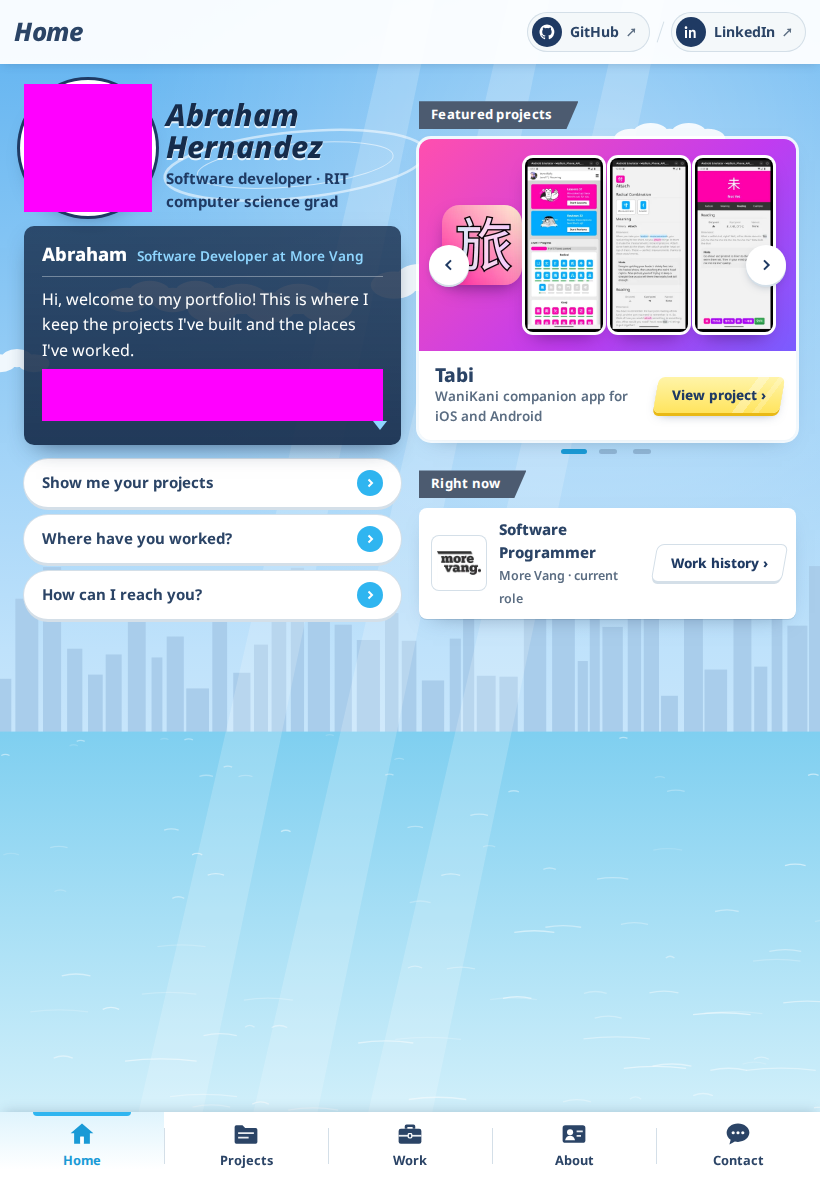 Home
GitHub ↗
LinkedIn ↗
Abraham
Hernandez
Software developer · RIT
computer science grad
Abraham Software Developer at More Vang
Hi, welcome to my portfolio! This is where I
keep the projects I've built and the places
I've worked.
Show me your projects
Where have you worked?
How can I reach you?
Featured projects
旅
未
Tabi
WaniKani companion app for
iOS and Android
View project ›
Right now
more
vang.
Software
Programmer
More Vang · current
role
Work history ›
Home
Projects
Work
About
Contact